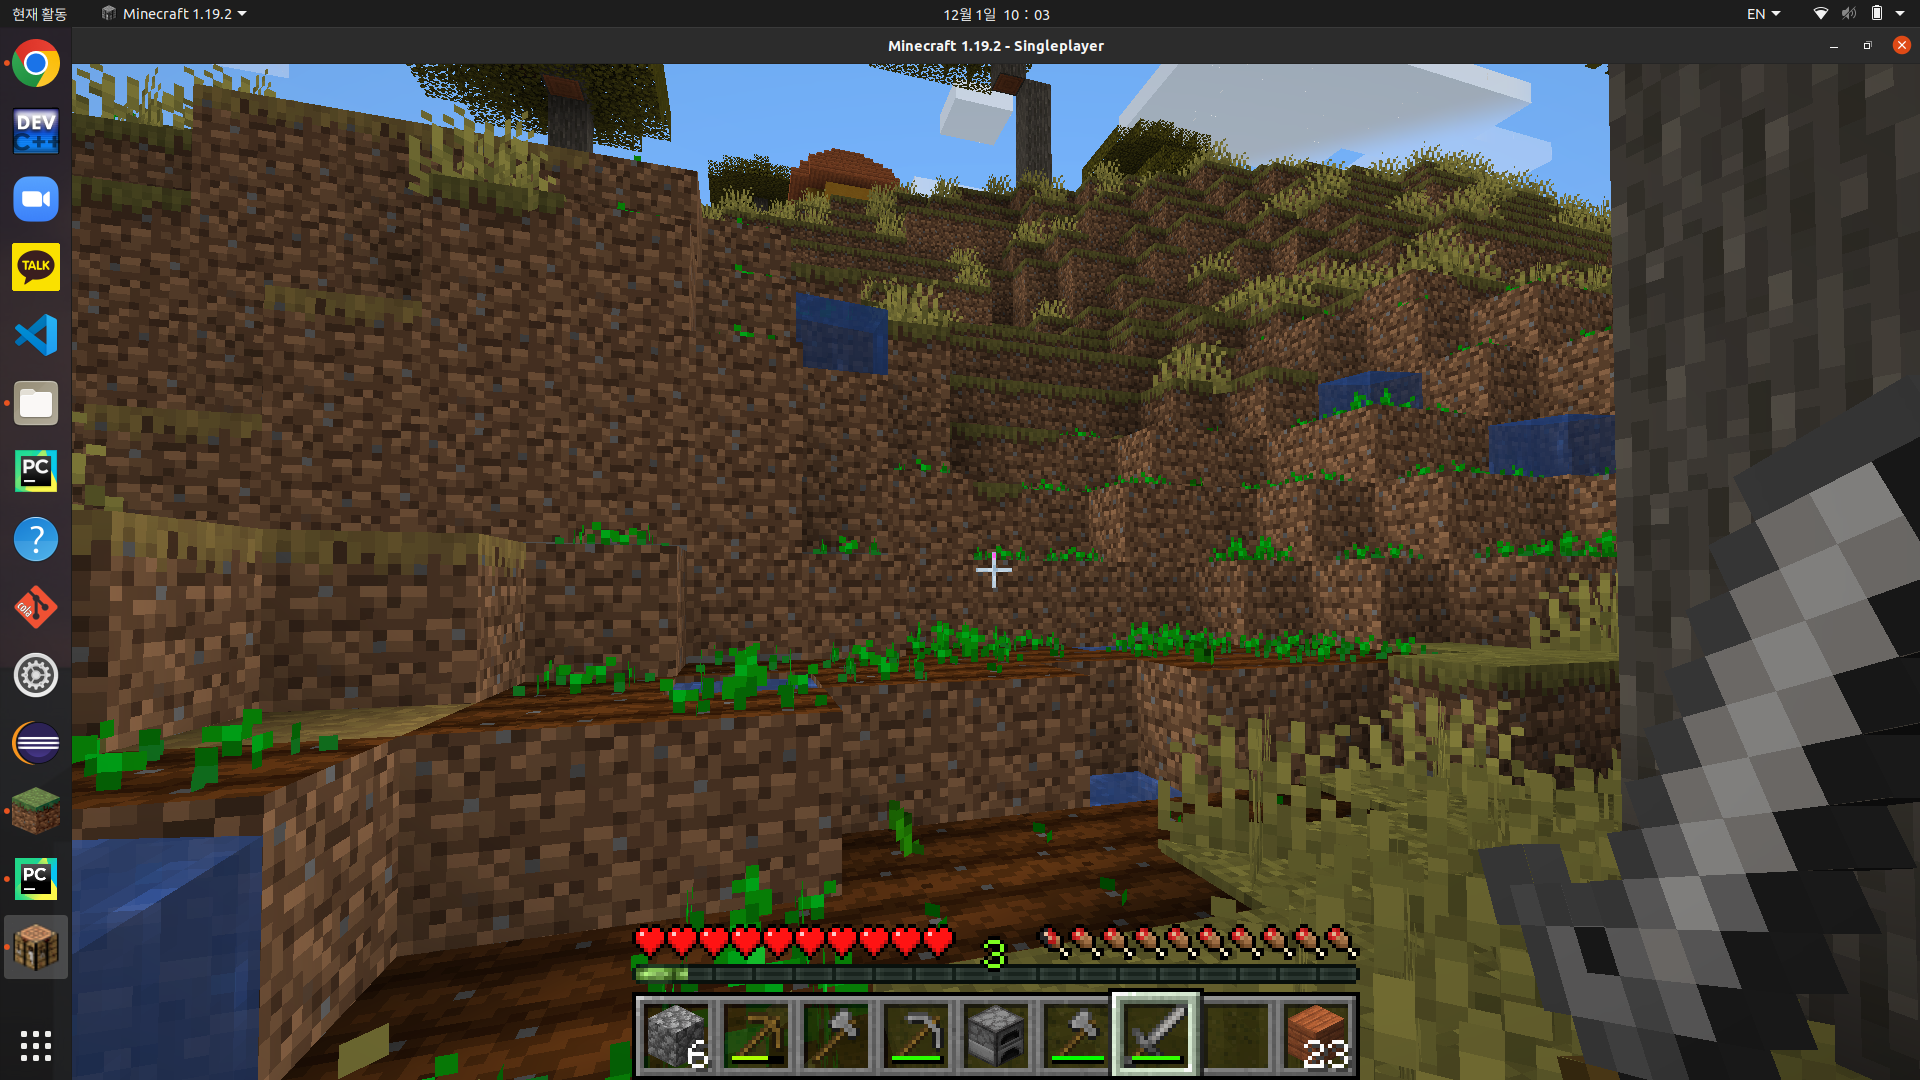 현재 활동
Minecraft 1.19.2
12월 1일 10 : 03
EN
Minecraft 1.19.2 - Singleplayer
DEV
C++
TALK
PC
?
cola
PC
3
6
23